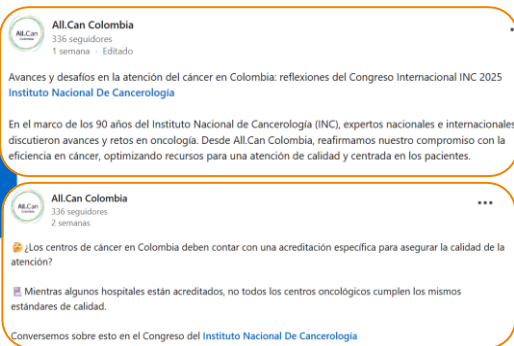 All.Can Colombia
336 seguidores
1 semana · Editado
Avances y desafíos en la atención del cáncer en Colombia: reflexiones del Congreso Internacional INC 2025
Instituto Nacional De Cancerología
En el marco de los 90 años del Instituto Nacional de Cancerología (INC), expertos nacionales e internacionales
discutieron avances y retos en oncología. Desde All.Can Colombia, reafirmamos nuestro compromiso con la
eficiencia en cáncer, optimizando recursos para una atención de calidad y centrada en los pacientes.
All.Can Colombia
336 seguidores
2 semanas
🤔 ¿Los centros de cáncer en Colombia deben contar con una acreditación específica para asegurar la calidad de la
atención?
Mientras algunos hospitales están acreditados, no todos los centros oncológicos cumplen los mismos
estándares de calidad.
Conversemos sobre esto en el Congreso del Instituto Nacional De Cancerología